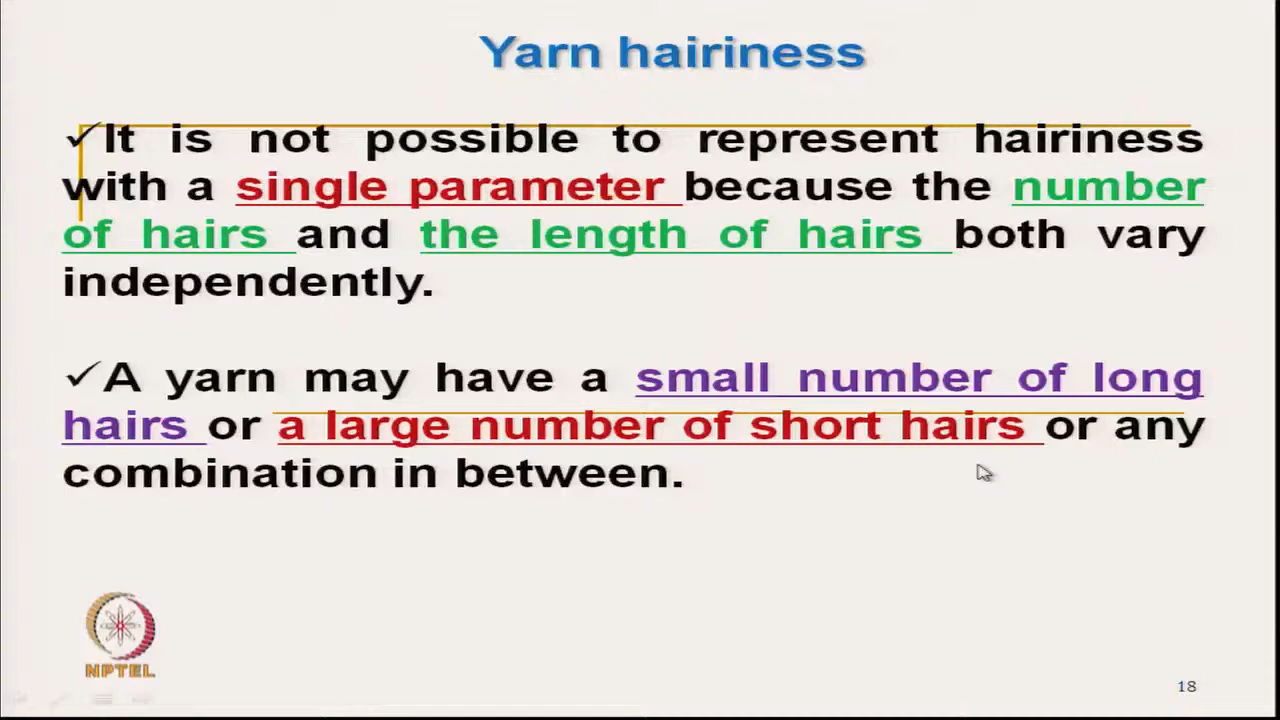 Yarn hairiness
✓It is not possible to represent hairiness
with a single parameter because the number
of hairs and the length of hairs both vary
independently.
✓A yarn may have a small number of long
hairs or a large number of short hairs or any
combination in between.
NPTEL
18